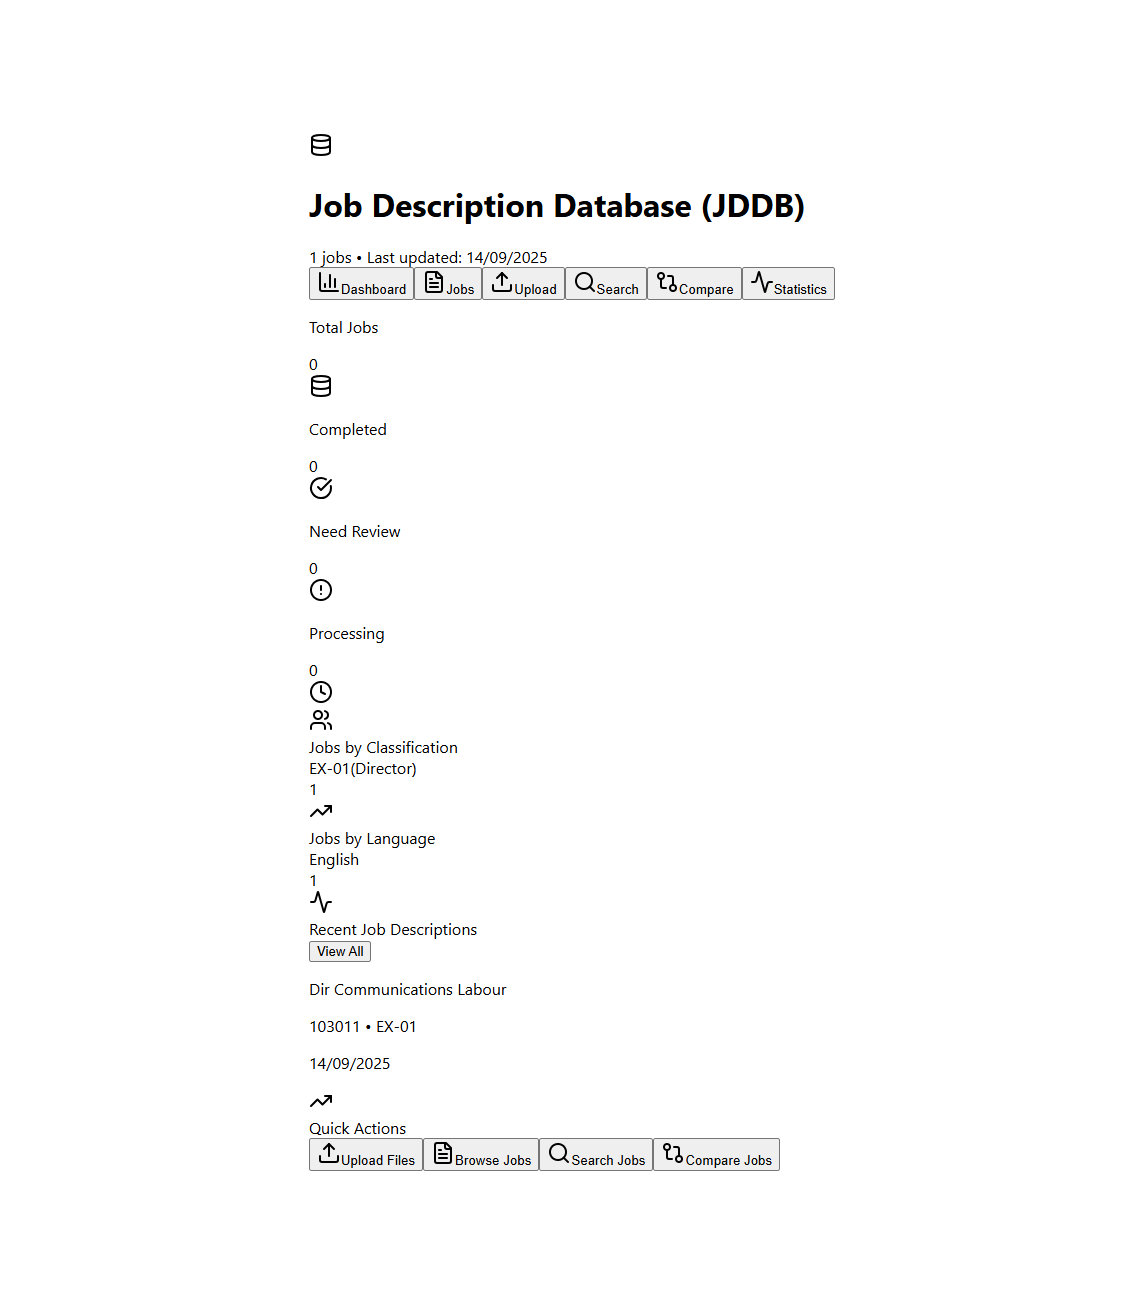 Job Description Database (JDDB)
1 jobs • Last updated: 14/09/2025
Dashboard Jobs Upload Search Compare Statistics
Total Jobs
0
Completed
0
Need Review
0
Processing
0
Jobs by Classification
EX-01(Director)
1
Jobs by Language
English
1
Recent Job Descriptions
View All
Dir Communications Labour
103011 • EX-01
14/09/2025
Quick Actions
Upload Files Browse Jobs Search Jobs Compare Jobs